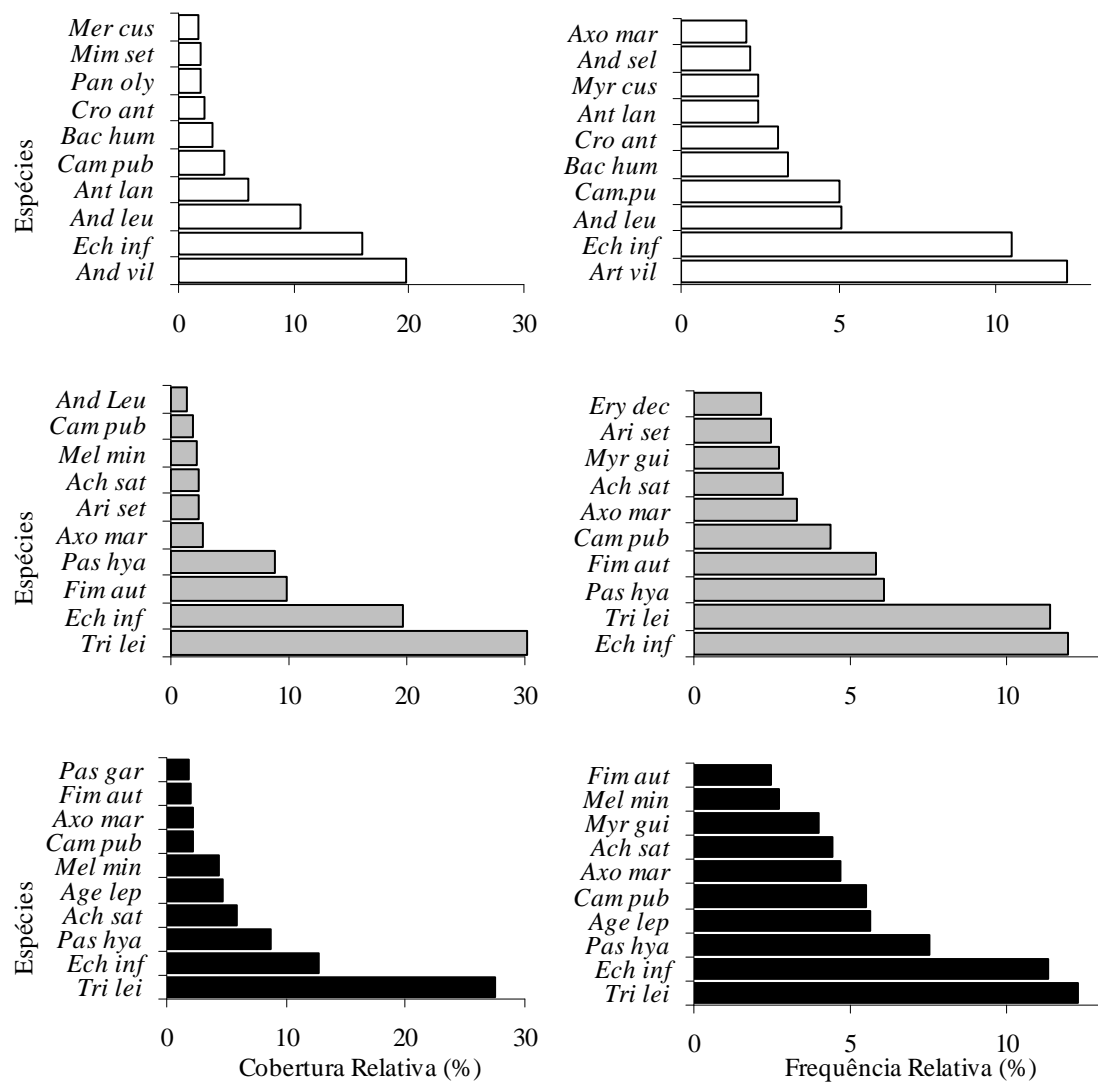 Espécies
Mer cus
Mim set
Pan oly
Cro ant
Bac hum
Cam pub
Ant lan
And leu
Ech inf
And vil
0 10 20 30
Axo mar
And sel
Myr cus
Ant lan
Cro ant
Bac hum
Cam.pu
And leu
Ech inf
Art vil
0 5 10
Espécies
And Leu
Cam pub
Mel min
Ach sat
Ari set
Axo mar
Pas hya
Fim aut
Ech inf
Tri lei
0 10 20 30
Ery dec
Ari set
Myr gui
Ach sat
Axo mar
Cam pub
Fim aut
Pas hya
Tri lei
Ech inf
0 5 10
Espécies
Pas gar
Fim aut
Axo mar
Cam pub
Mel min
Age lep
Ach sat
Pas hya
Ech inf
Tri lei
0 10 20 30
Cobertura Relativa (%)
Fim aut
Mel min
Myr gui
Ach sat
Axo mar
Cam pub
Age lep
Pas hya
Ech inf
Tri lei
0 5 10
Frequência Relativa (%)